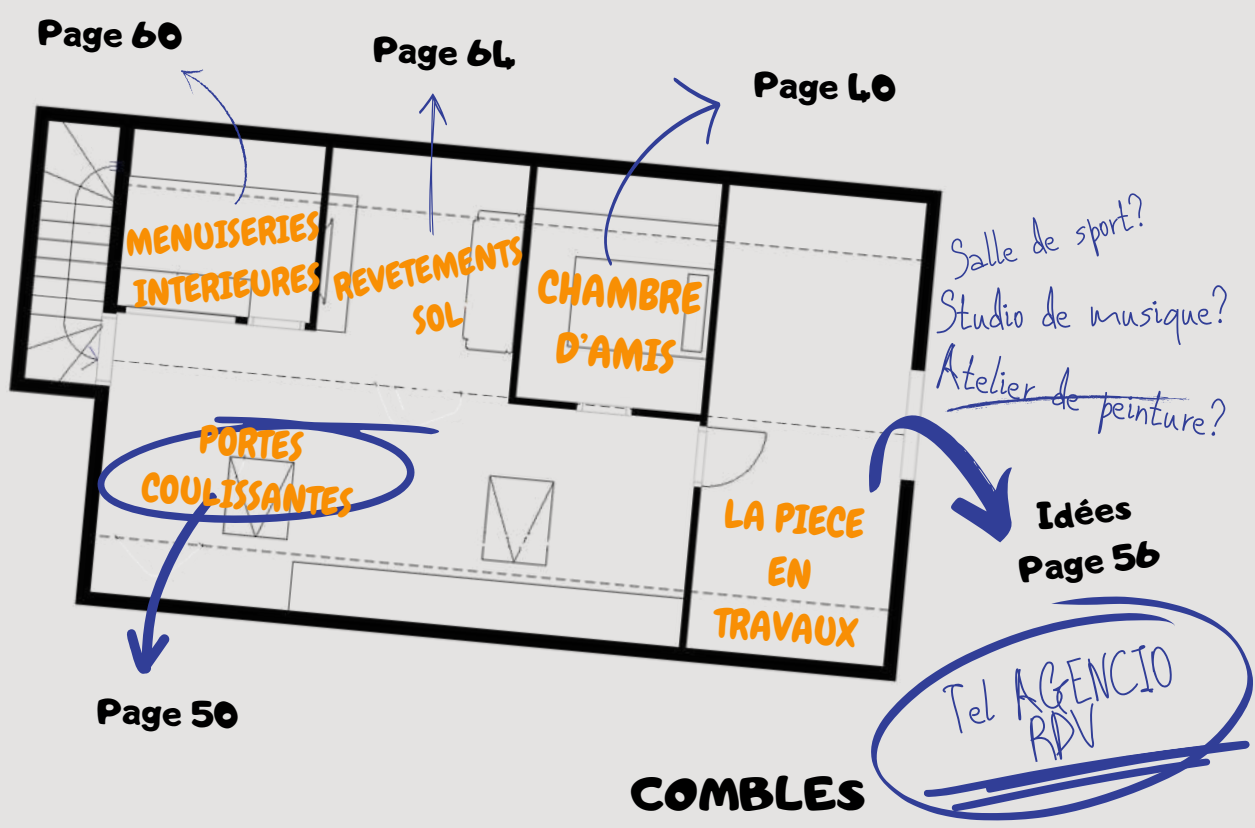 Page 60
Page 64
Page 40
MENUISERIES
INTERIEURES
REVETEMENTS
SOL
CHAMBRE
D'AMIS
Salle de sport?
Studio de musique?
Atelier de peinture?
PORTES
COULISSANTES
LA PIECE
EN
TRAVAUX
Idées
Page 56
Page 50
Tel AGENCIO
RDV
COMBLES